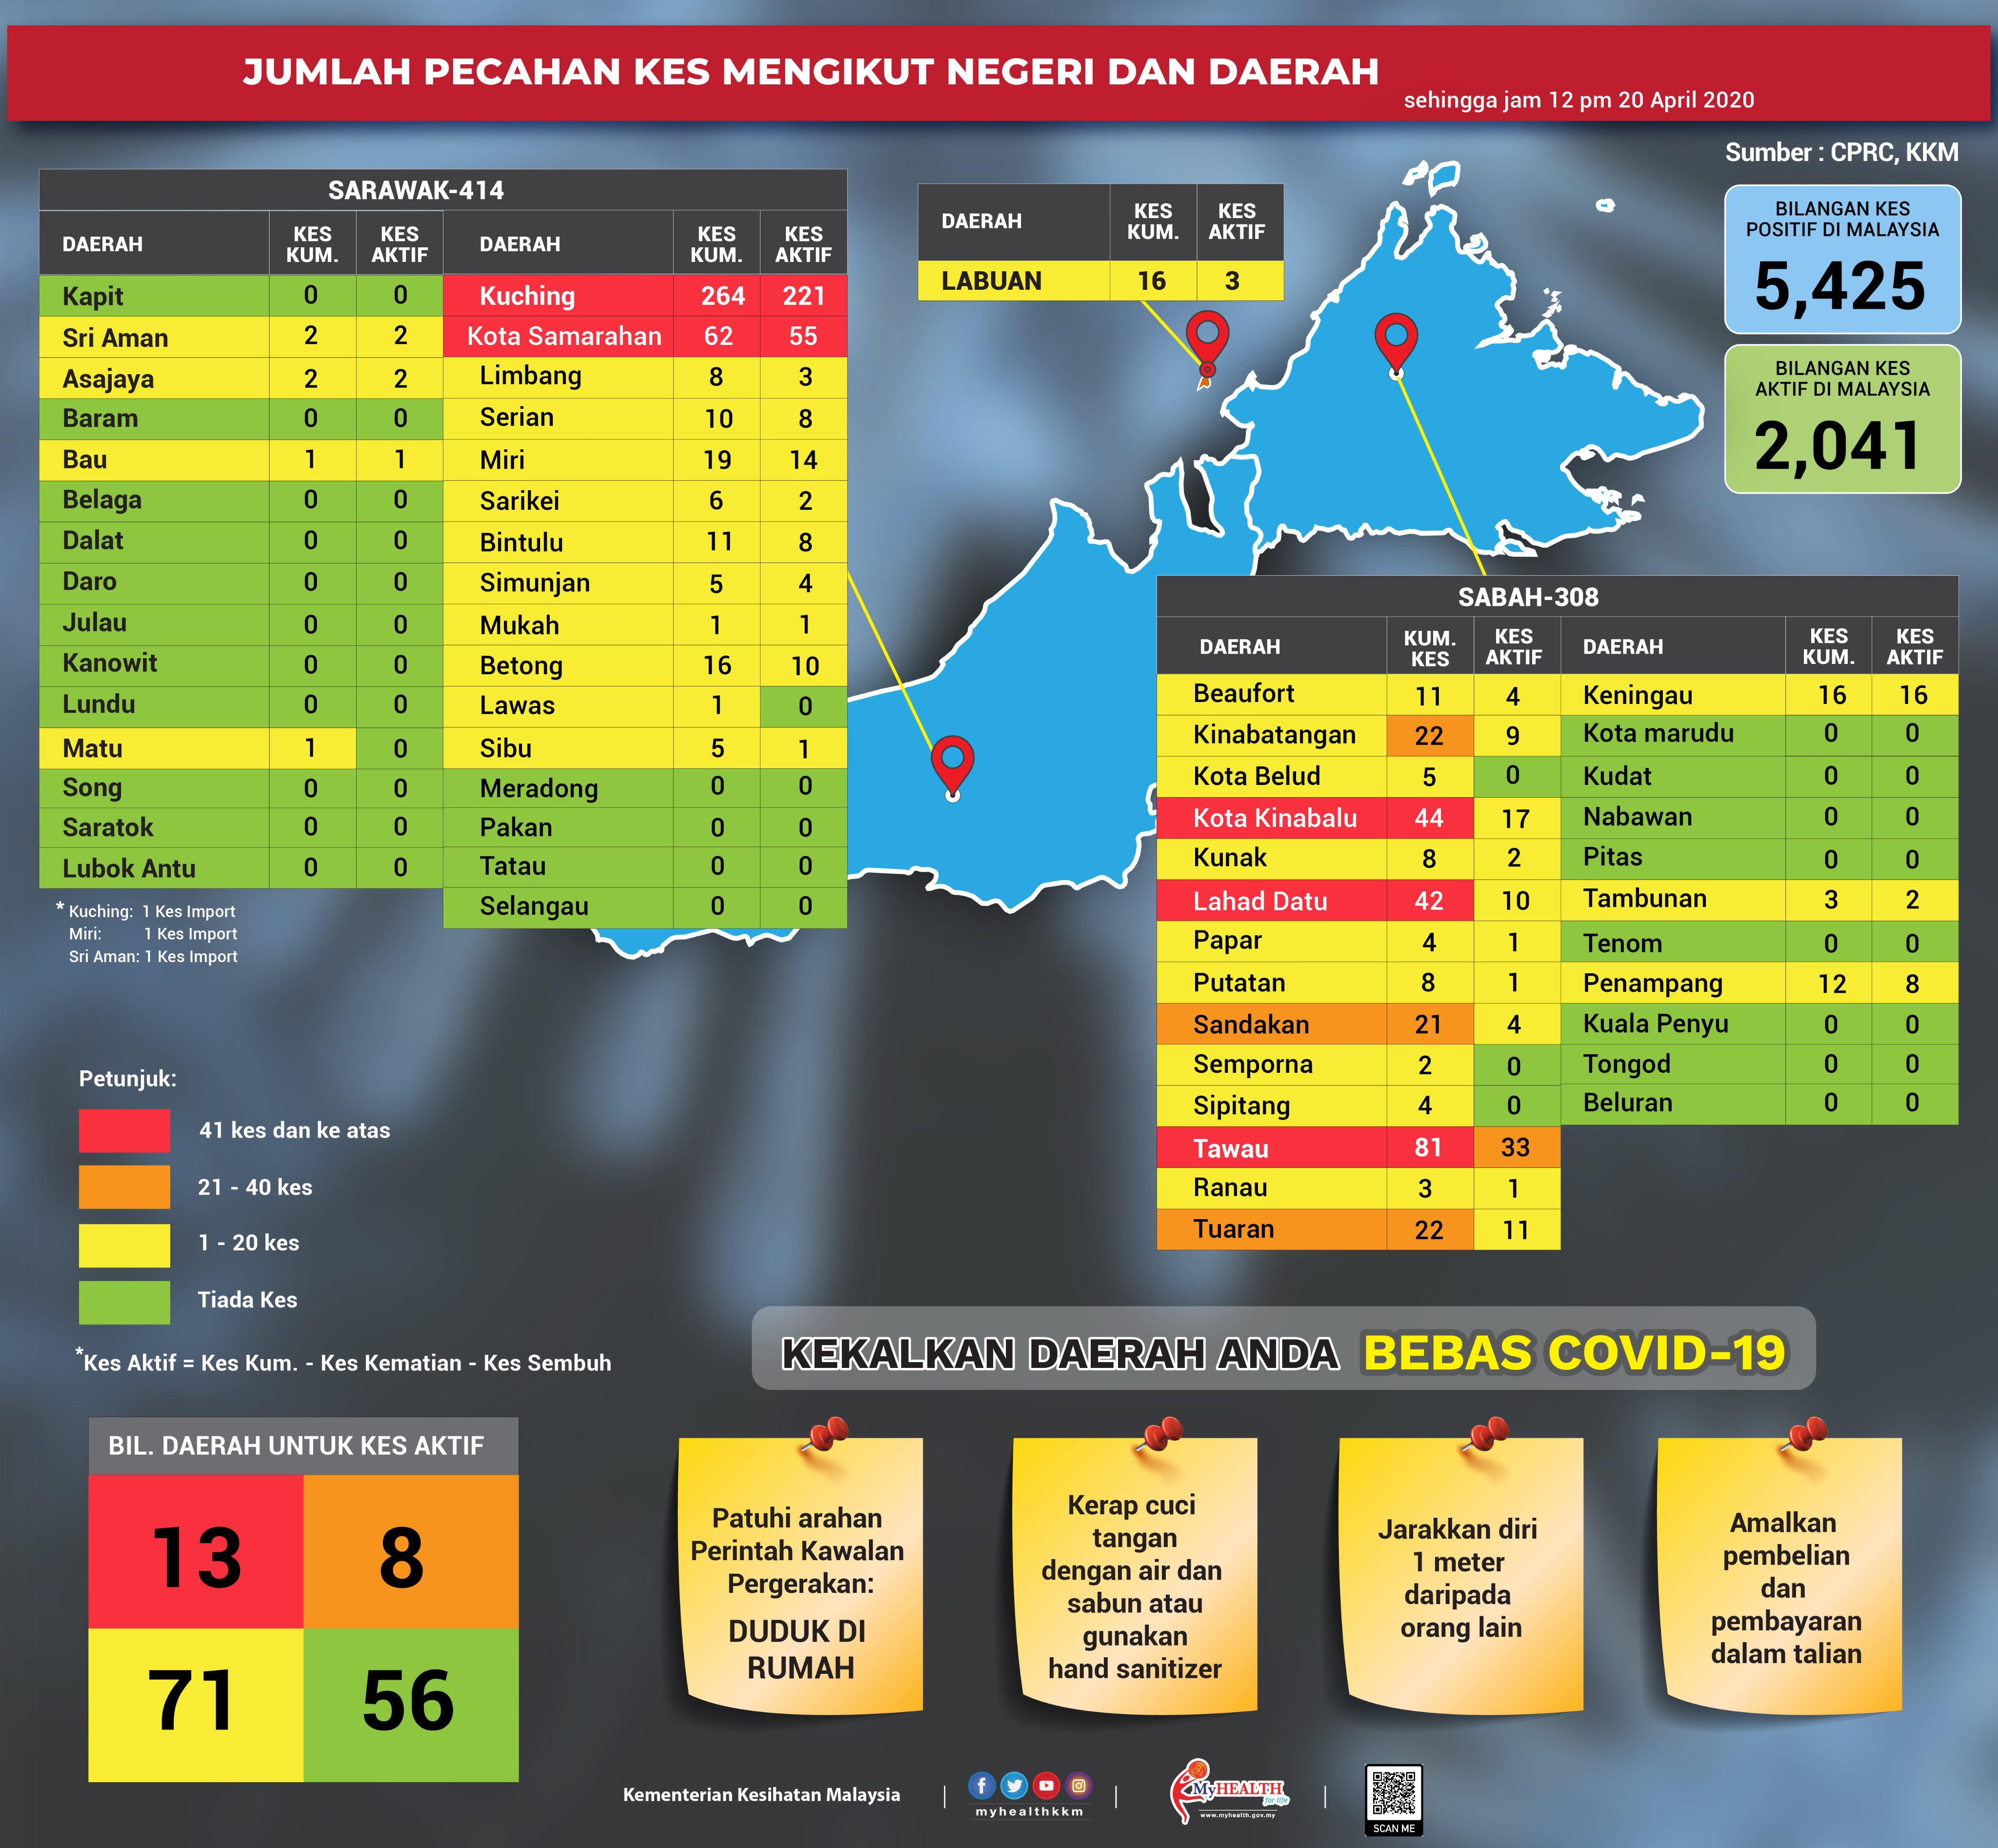 JUMLAH PECAHAN KES MENGIKUT NEGERI DAN DAERAH
sehingga jam 12 pm 20 April 2020
Sumber : CPRC, KKM
BILANGAN KES
POSITIF DI MALAYSIA
5,425
BILANGAN KES
AKTIF DI MALAYSIA
2,041
SARAWAK-414
DAERAH KES KUM. KES AKTIF DAERAH KES KUM. KES AKTIF
Kapit 0 0 Kuching 264 221
Sri Aman 2 2 Kota Samarahan 62 55
Asajaya 2 2 Limbang 8 3
Baram 0 0 Serian 10 8
Bau 1 1 Miri 19 14
Belaga 0 0 Sarikei 6 2
Dalat 0 0 Bintulu 11 8
Daro 0 0 Simunjan 5 4
Julau 0 0 Mukah 1 1
Kanowit 0 0 Betong 16 10
Lundu 0 0 Lawas 1 0
Matu 1 0 Sibu 5 1
Song 0 0 Meradong 0 0
Saratok 0 0 Pakan 0 0
Lubok Antu 0 0 Tatau 0 0
Selangau 0 0
* Kuching: 1 Kes Import
Miri: 1 Kes Import
Sri Aman: 1 Kes Import
DAERAH KES KUM. KES AKTIF
LABUAN 16 3
SABAH-308
DAERAH KUM. KES KES AKTIF DAERAH KES KUM. KES AKTIF
Beaufort 11 4 Keningau 16 16
Kinabatangan 22 9 Kota marudu 0 0
Kota Belud 5 0 Kudat 0 0
Kota Kinabalu 44 17 Nabawan 0 0
Kunak 8 2 Pitas 0 0
Lahad Datu 42 10 Tambunan 3 2
Papar 4 1 Tenom 0 0
Putatan 8 1 Penampang 12 8
Sandakan 21 4 Kuala Penyu 0 0
Semporna 2 0 Tongod 0 0
Sipitang 4 0 Beluran 0 0
Tawau 81 33
Ranau 3 1
Tuaran 22 11
Petunjuk:
41 kes dan ke atas
21 - 40 kes
1 - 20 kes
Tiada Kes
*Kes Aktif = Kes Kum. - Kes Kematian - Kes Sembuh
BIL. DAERAH UNTUK KES AKTIF
13 8
71 56
KEKALKAN DAERAH ANDA BEBAS COVID-19
Patuhi arahan
Perintah Kawalan
Pergerakan:
DUDUK DI
RUMAH
Kerap cuci
tangan
dengan air dan
sabun atau
gunakan
hand sanitizer
Jarakkan diri
1 meter
daripada
orang lain
Amalkan
pembelian
dan
pembayaran
dalam talian
Kementerian Kesihatan Malaysia
myhealthkkm
MyHEALTH
for life
www.myhealth.gov.my
SCAN ME